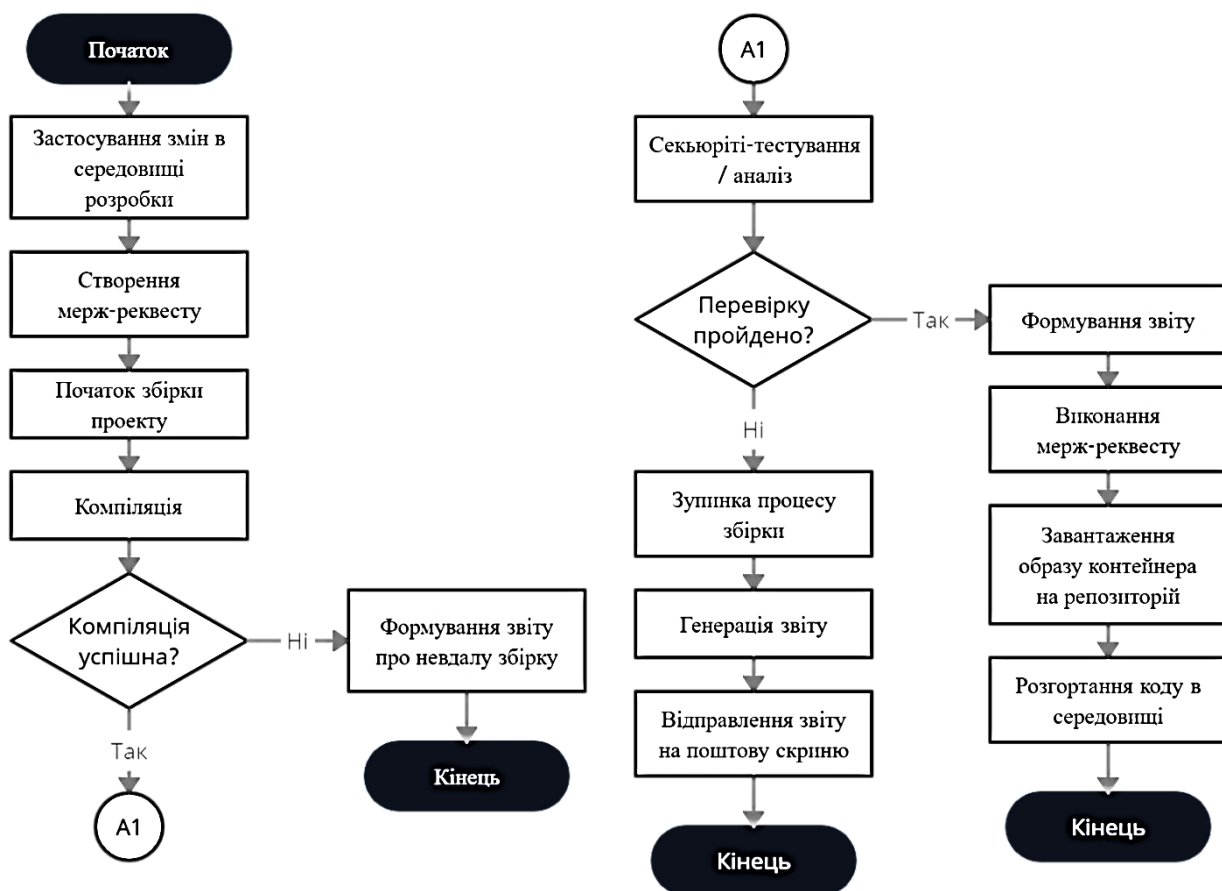 Початок
Застосування змін в
середовищі
розробки
Створення
мерж-реквесту
Початок збірки
проекту
Компіляція
Компіляція
успішна?
Ні
Формування звіту
про невдалу збірку
Кінець
Так
A1
A1
Секьюріті-тестування
/ аналіз
Перевірку
пройдено?
Так
Формування звіту
Виконання
мерж-реквесту
Завантаження
образу контейнера
на репозиторій
Розгортання коду в
середовищі
Кінець
Ні
Зупинка процесу
збірки
Генерація звіту
Відправлення звіту
на поштову скриню
Кінець